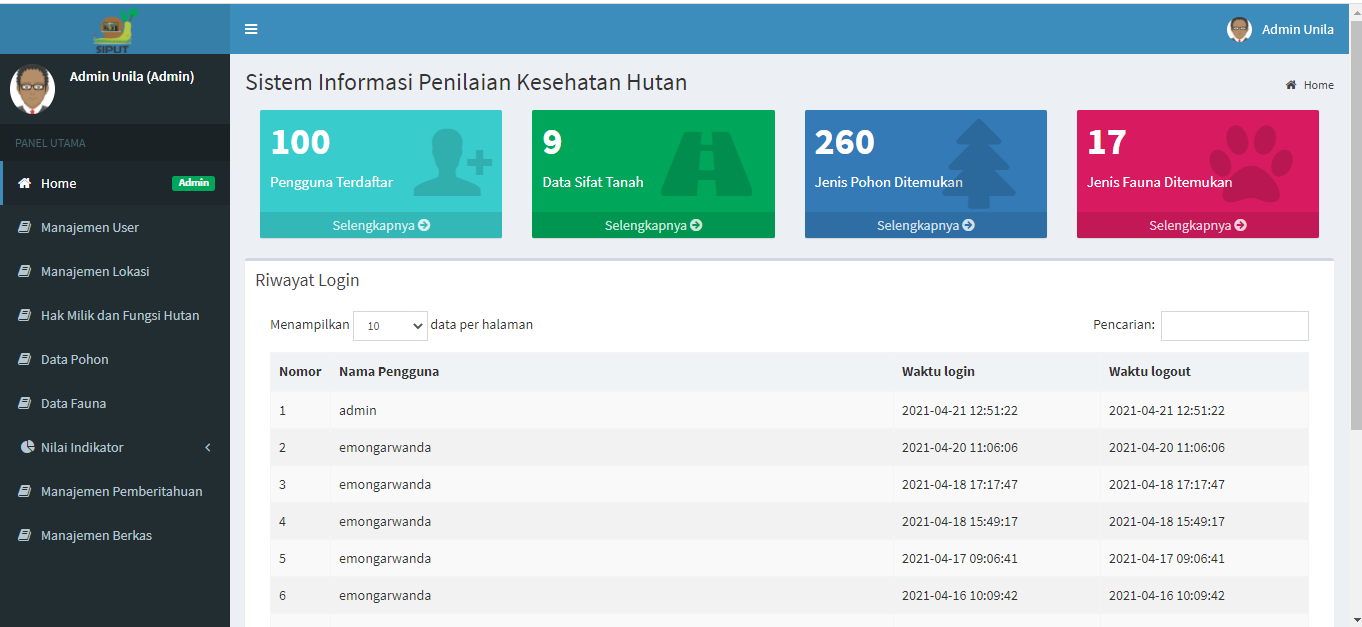 SIPUT
Admin Unila
Admin Unila (Admin)
PANEL UTAMA
Home Admin
Manajemen User
Manajemen Lokasi
Hak Milik dan Fungsi Hutan
Data Pohon
Data Fauna
Nilai Indikator
Manajemen Pemberitahuan
Manajemen Berkas
Sistem Informasi Penilaian Kesehatan Hutan
Home
100
Pengguna Terdaftar
Selengkapnya
9
Data Sifat Tanah
Selengkapnya
260
Jenis Pohon Ditemukan
Selengkapnya
17
Jenis Fauna Ditemukan
Selengkapnya
Riwayat Login
Menampilkan 10 data per halaman
Pencarian:
Nomor Nama Pengguna Waktu login Waktu logout
1 admin 2021-04-21 12:51:22 2021-04-21 12:51:22
2 emongarwanda 2021-04-20 11:06:06 2021-04-20 11:06:06
3 emongarwanda 2021-04-18 17:17:47 2021-04-18 17:17:47
4 emongarwanda 2021-04-18 15:49:17 2021-04-18 15:49:17
5 emongarwanda 2021-04-17 09:06:41 2021-04-17 09:06:41
6 emongarwanda 2021-04-16 10:09:42 2021-04-16 10:09:42